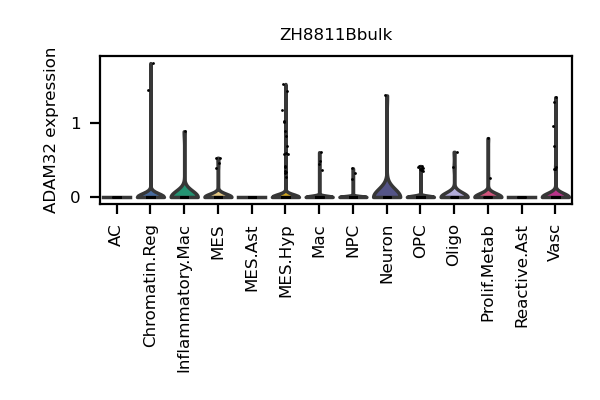 ZH8811Bbulk
ADAM32 expression
1
0
AC
Chromatin.Reg
Inflammatory.Mac
MES
MES.Ast
MES.Hyp
Mac
NPC
Neuron
OPC
Oligo
Prolif.Metab
Reactive.Ast
Vasc